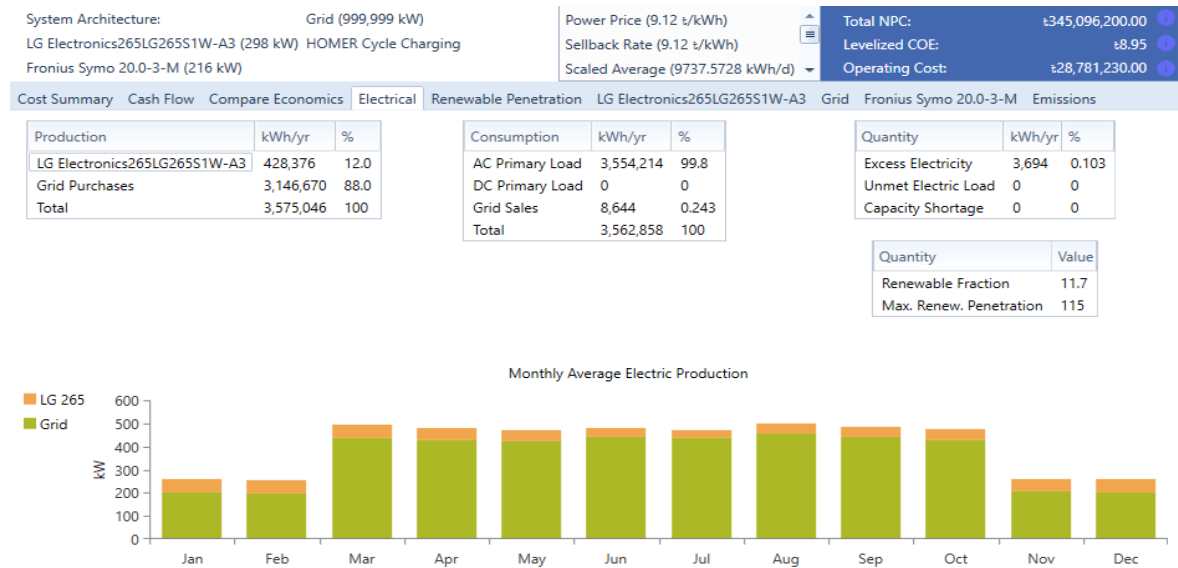 System Architecture: Grid (999,999 kW)
LG Electronics265LG265S1W-A3 (298 kW) HOMER Cycle Charging
Fronius Symo 20.0-3-M (216 kW)
Power Price (9.12 ৳/kWh)
Sellback Rate (9.12 ৳/kWh)
Scaled Average (9737.5728 kWh/d)
Total NPC: ৳345,096,200.00
Levelized COE: ৳8.95
Operating Cost: ৳28,781,230.00
Cost Summary Cash Flow Compare Economics Electrical Renewable Penetration LG Electronics265LG265S1W-A3 Grid Fronius Symo 20.0-3-M Emissions
Production kWh/yr %
LG Electronics265LG265S1W-A3 428,376 12.0
Grid Purchases 3,146,670 88.0
Total 3,575,046 100
Consumption kWh/yr %
AC Primary Load 3,554,214 99.8
DC Primary Load 0 0
Grid Sales 8,644 0.243
Total 3,562,858 100
Quantity kWh/yr %
Excess Electricity 3,694 0.103
Unmet Electric Load 0 0
Capacity Shortage 0 0
Quantity Value
Renewable Fraction 11.7
Max. Renew. Penetration 115
Monthly Average Electric Production
LG 265
Grid
kW
600
500
400
300
200
100
0
Jan Feb Mar Apr May Jun Jul Aug Sep Oct Nov Dec